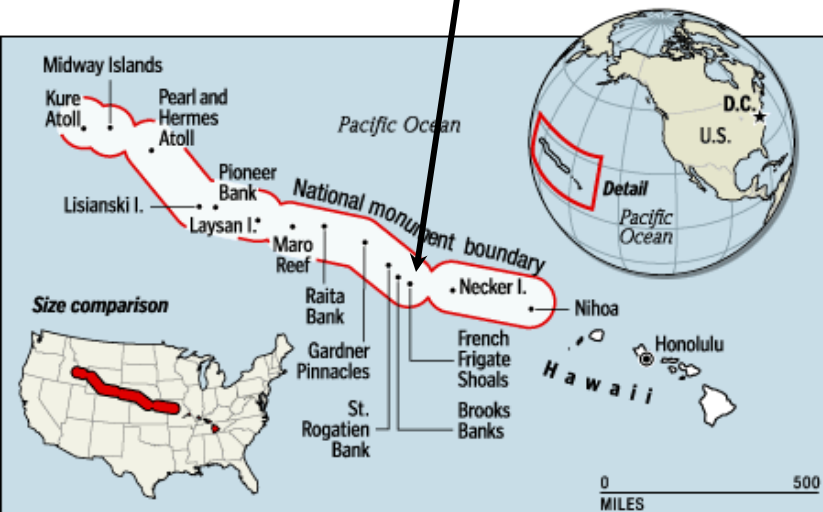 Midway Islands
Kure
Atoll
Pearl and
Hermes
Atoll
Pacific Ocean
D.C.
U.S.
Detail
Pacific
Ocean
Pioneer
Bank
Lisianski I.
Laysan I.
National monument boundary
Maro
Reef
Necker I.
Nihoa
Raita
Bank
Size comparison
Gardner
Pinnacles
French
Frigate
Shoals
Honolulu
Hawaii
St.
Rogatien
Bank
Brooks
Banks
0 500
MILES